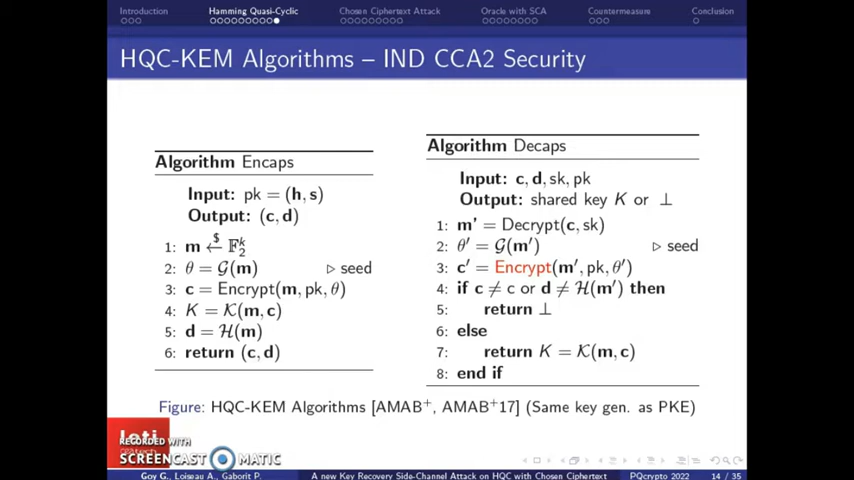 Introduction Hamming Quasi-Cyclic Chosen Ciphertext Attack Oracle with SCA Countermeasure Conclusion
HQC-KEM Algorithms – IND CCA2 Security
Algorithm Encaps
Input: pk = (h, s)
Output: (c, d)
1: m $← 𝔽₂ᵏ
2: θ = 𝒢(m) ▷ seed
3: c = Encrypt(m, pk, θ)
4: K = 𝒦(m, c)
5: d = ℋ(m)
6: return (c, d)
Algorithm Decaps
Input: c, d, sk, pk
Output: shared key K or ⊥
1: m' = Decrypt(c, sk)
2: θ′ = 𝒢(m′) ▷ seed
3: c′ = Encrypt(m′, pk, θ′)
4: if c ≠ c or d ≠ ℋ(m′) then
5: return ⊥
6: else
7: return K = 𝒦(m, c)
8: end if
Figure: HQC-KEM Algorithms [AMAB⁺, AMAB⁺17] (Same key gen. as PKE)
RECORDED WITH
SCREENCAST MATIC
Goy G., Loiseau A., Gaborit P. A new Key Recovery Side-Channel Attack on HQC with Chosen Ciphertext PQcrypto 2022 14 / 35